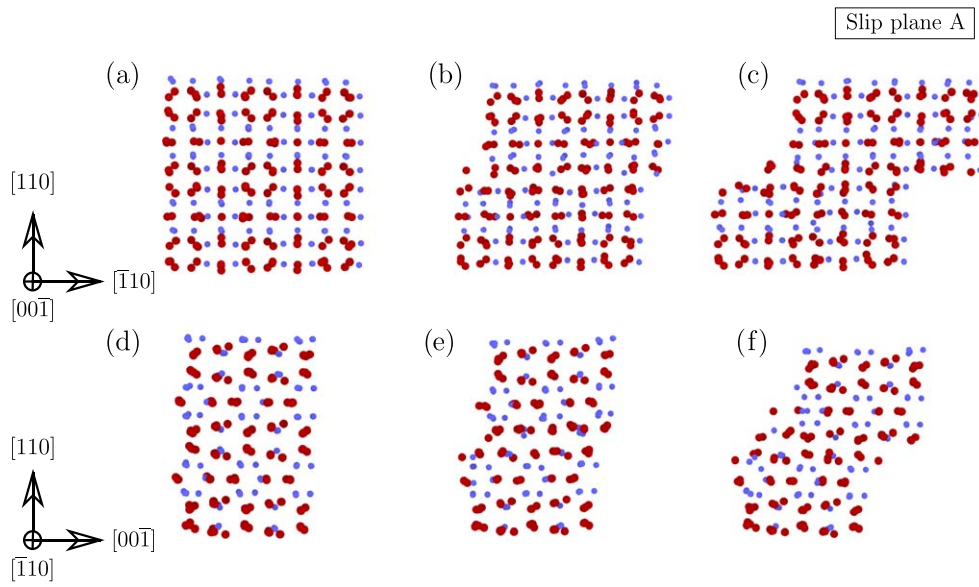 Slip plane A
(a)
(b)
(c)
[110]
[1̅10]
[001̅]
(d)
(e)
(f)
[110]
[001̅]
[1̅10]